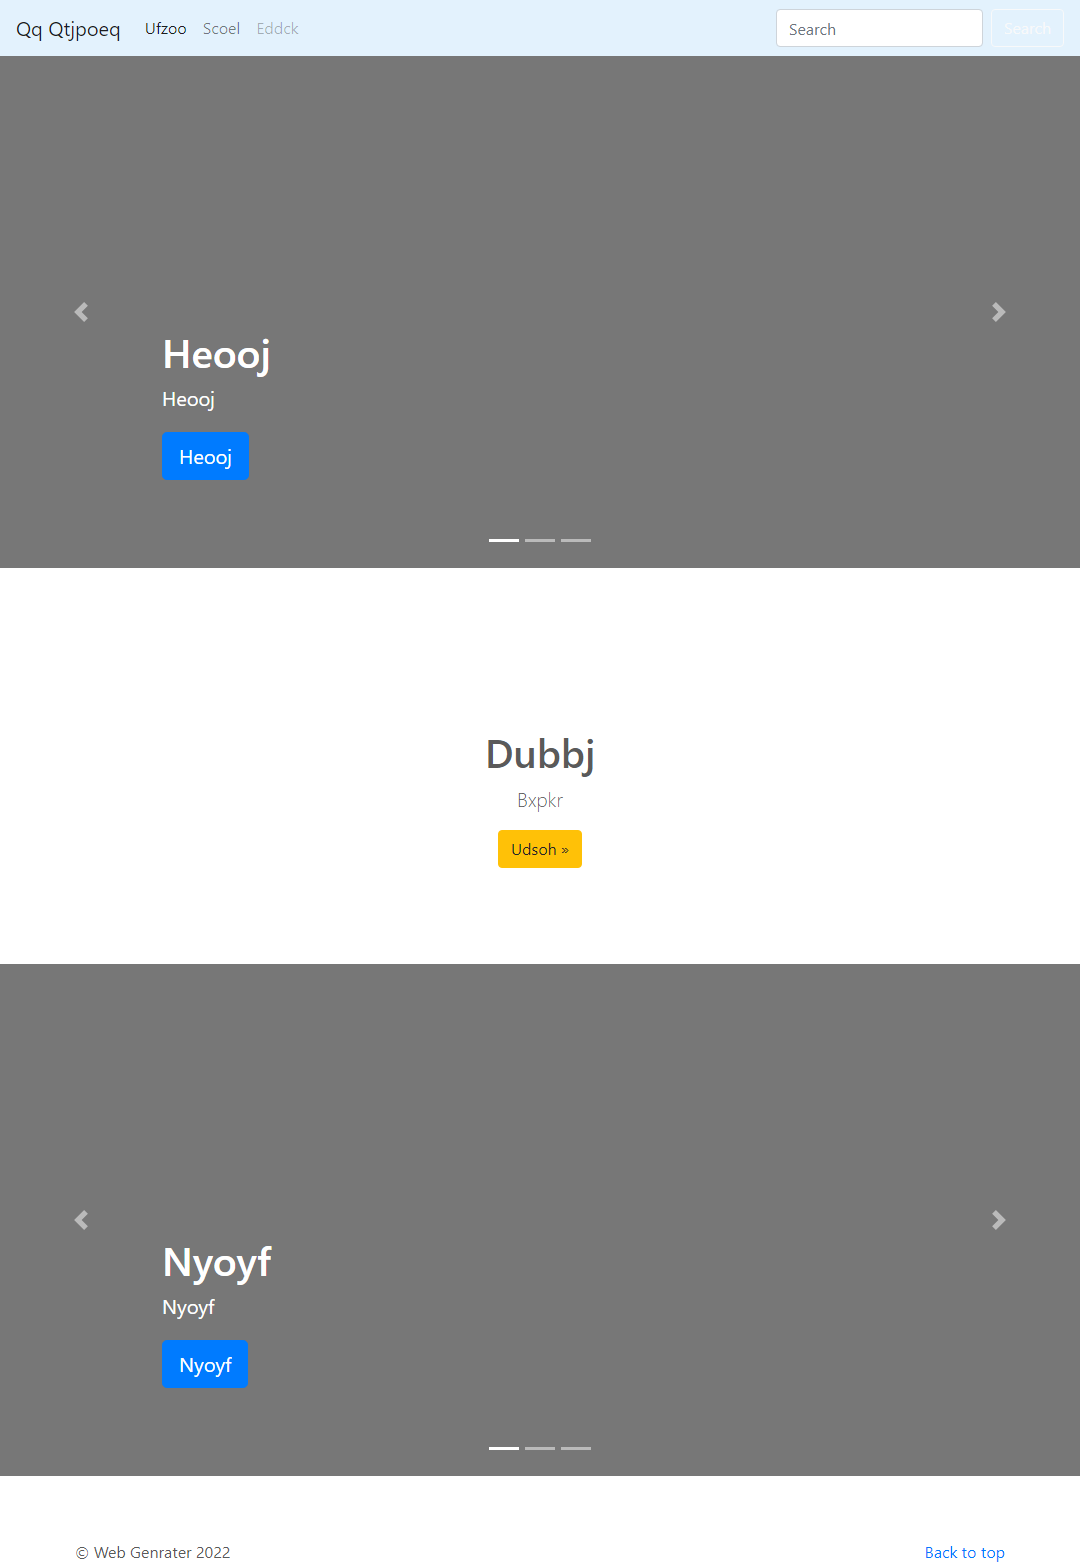 Qq Qtjpoeq Ufzoo Scoel Eddck Search Search
Heooj
Heooj
Heooj
Dubbj
Bxpkr
Udsoh »
Nyoyf
Nyoyf
Nyoyf
© Web Genrater 2022 Back to top